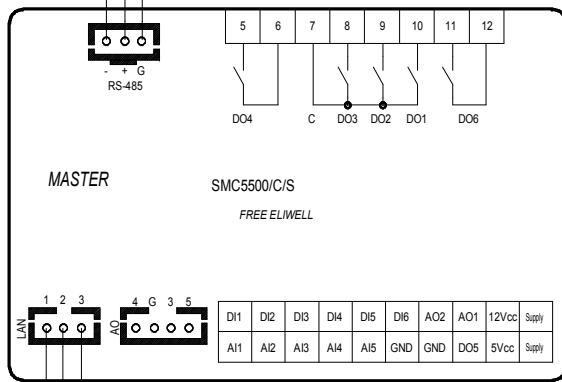 5 6 7 8 9 10 11 12
- + G
RS-485
DO4 C DO3 DO2 DO1 DO6
MASTER
SMC5500/C/S
FREE ELIWELL
1 2 3
LAN
4 G 3 5
AO
DI1 DI2 DI3 DI4 DI5 DI6 AO2 AO1 12Vcc Supply
AI1 AI2 AI3 AI4 AI5 GND GND DO5 5Vcc Supply